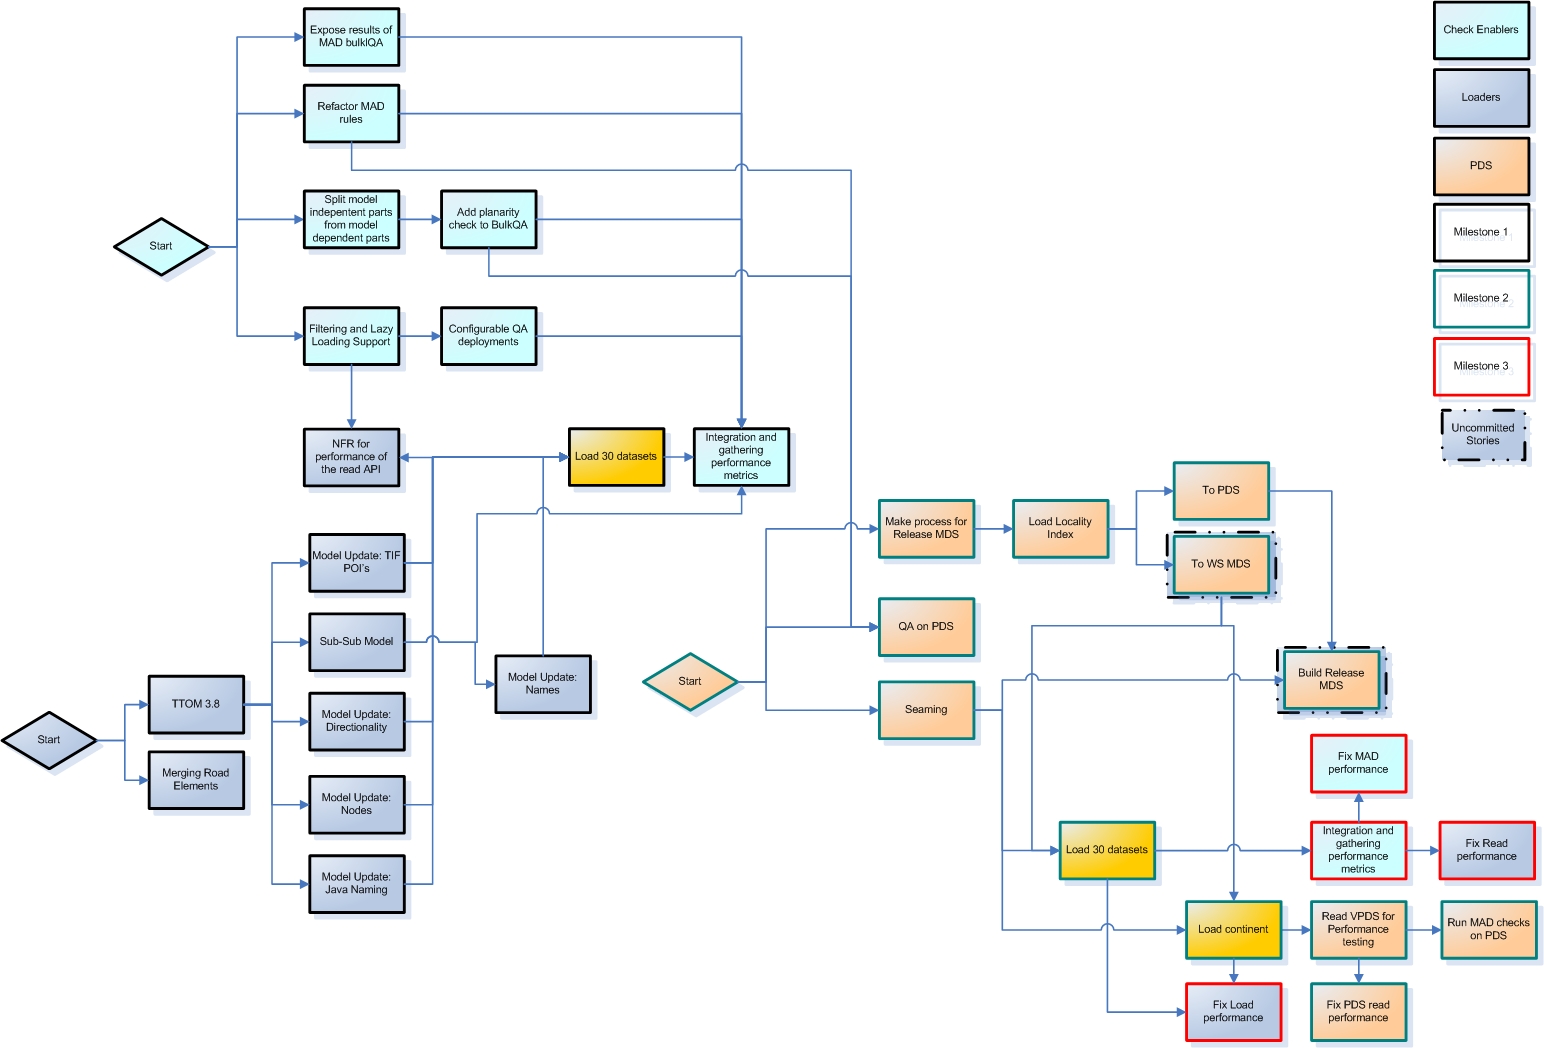 Expose results of
MAD bulkIQA
Refactor MAD
rules
Split model
indepentent parts
from model
dependent parts
Add planarity
check to BulkQA
Start
Filtering and Lazy
Loading Support
Configurable QA
deployments
NFR for
performance of
the read API
Load 30 datasets
Integration and
gathering
performance
metrics
Model Update: TIF
POI's
Sub-Sub Model
Model Update:
Names
TTOM 3.8
Start
Merging Road
Elements
Model Update:
Directionality
Model Update:
Nodes
Model Update:
Java Naming
Start
Make process for
Release MDS
Load Locality
Index
To PDS
To WS MDS
QA on PDS
Seaming
Build Release
MDS
Fix MAD
performance
Load 30 datasets
Integration and
gathering
performance
metrics
Fix Read
performance
Load continent
Read VPDS for
Performance
testing
Run MAD checks
on PDS
Fix Load
performance
Fix PDS read
performance
Check Enablers
Loaders
PDS
Milestone 1
Milestone 2
Milestone 3
Uncommitted
Stories